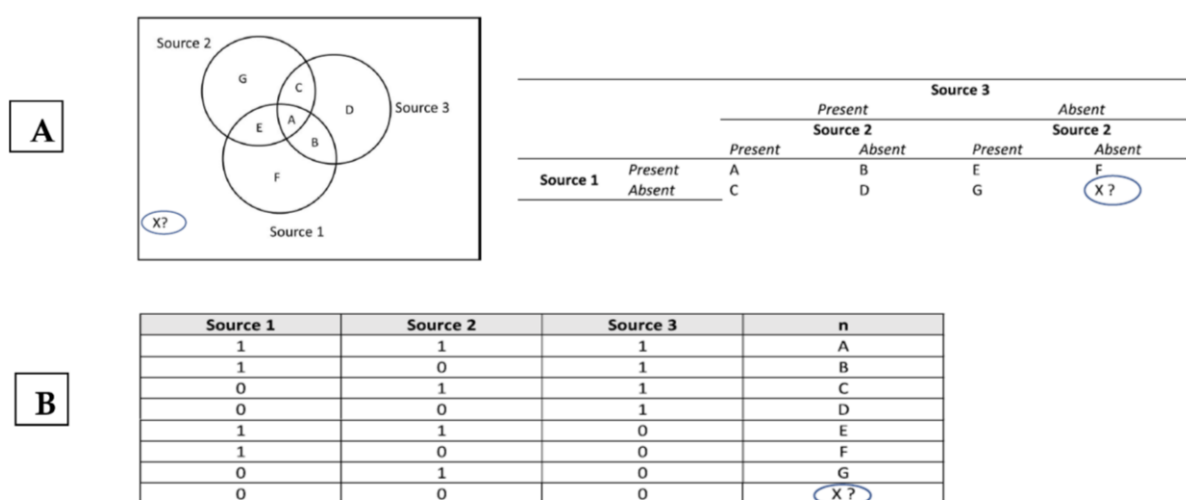 A
Source 2
G
C
D
Source 3
E
A
B
F
X?
Source 1
Source 3
Present Absent
Source 2 Source 2
Present Absent Present Absent
Source 1
Present A B E F
Absent C D G X ?
B
Source 1 Source 2 Source 3 n
1 1 1 A
1 0 1 B
0 1 1 C
0 0 1 D
1 1 0 E
1 0 0 F
0 1 0 G
0 0 0 X ?